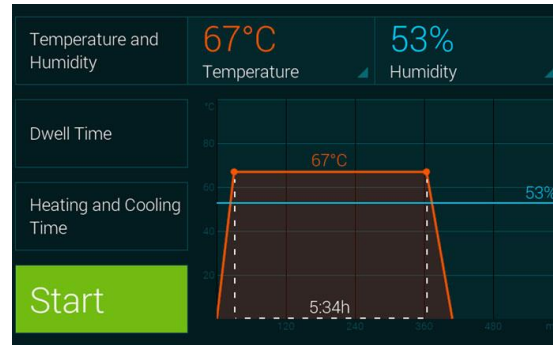 Temperature and
Humidity
67°C
Temperature
53%
Humidity
Dwell Time
Heating and Cooling
Time
Start
°C
80
60
40
20
67°C
53%
5:34h
120
240
360
480